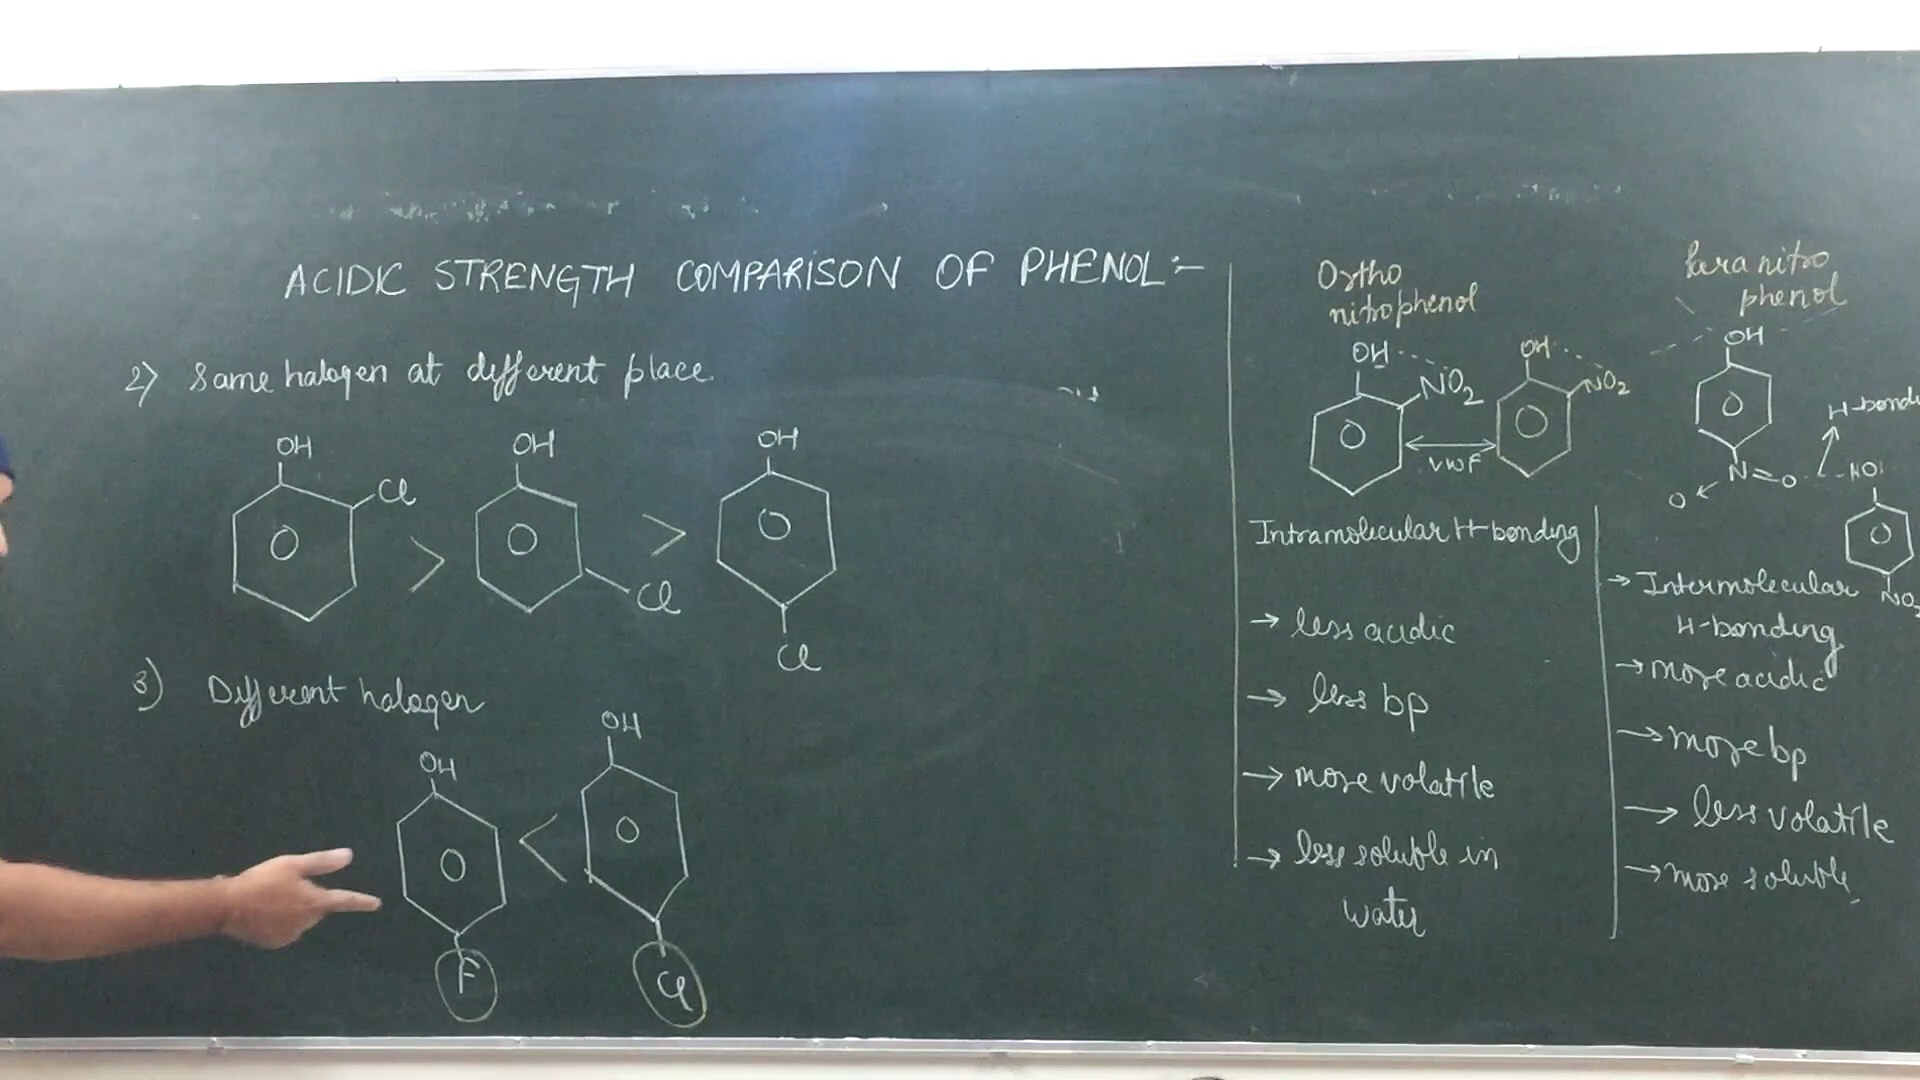 ACIDIC STRENGTH COMPARISON OF PHENOL:-
2) Same halogen at different place.
OH
Cl
>
OH
Cl
>
OH
Cl
3) Different halogen
OH
F
<
OH
Cl
Ortho
nitrophenol
OH
NO2
VWF
OH
NO2
Intramolecular H-bonding
→ less acidic
→ less bp
→ more volatile
→ less soluble in
water
Para nitro
phenol
OH
N=O
O
H-bondi
HO
NO2
→ Intermolecular
H-bonding
→ more acidic
→ more bp
→ less volatile
→ more soluble